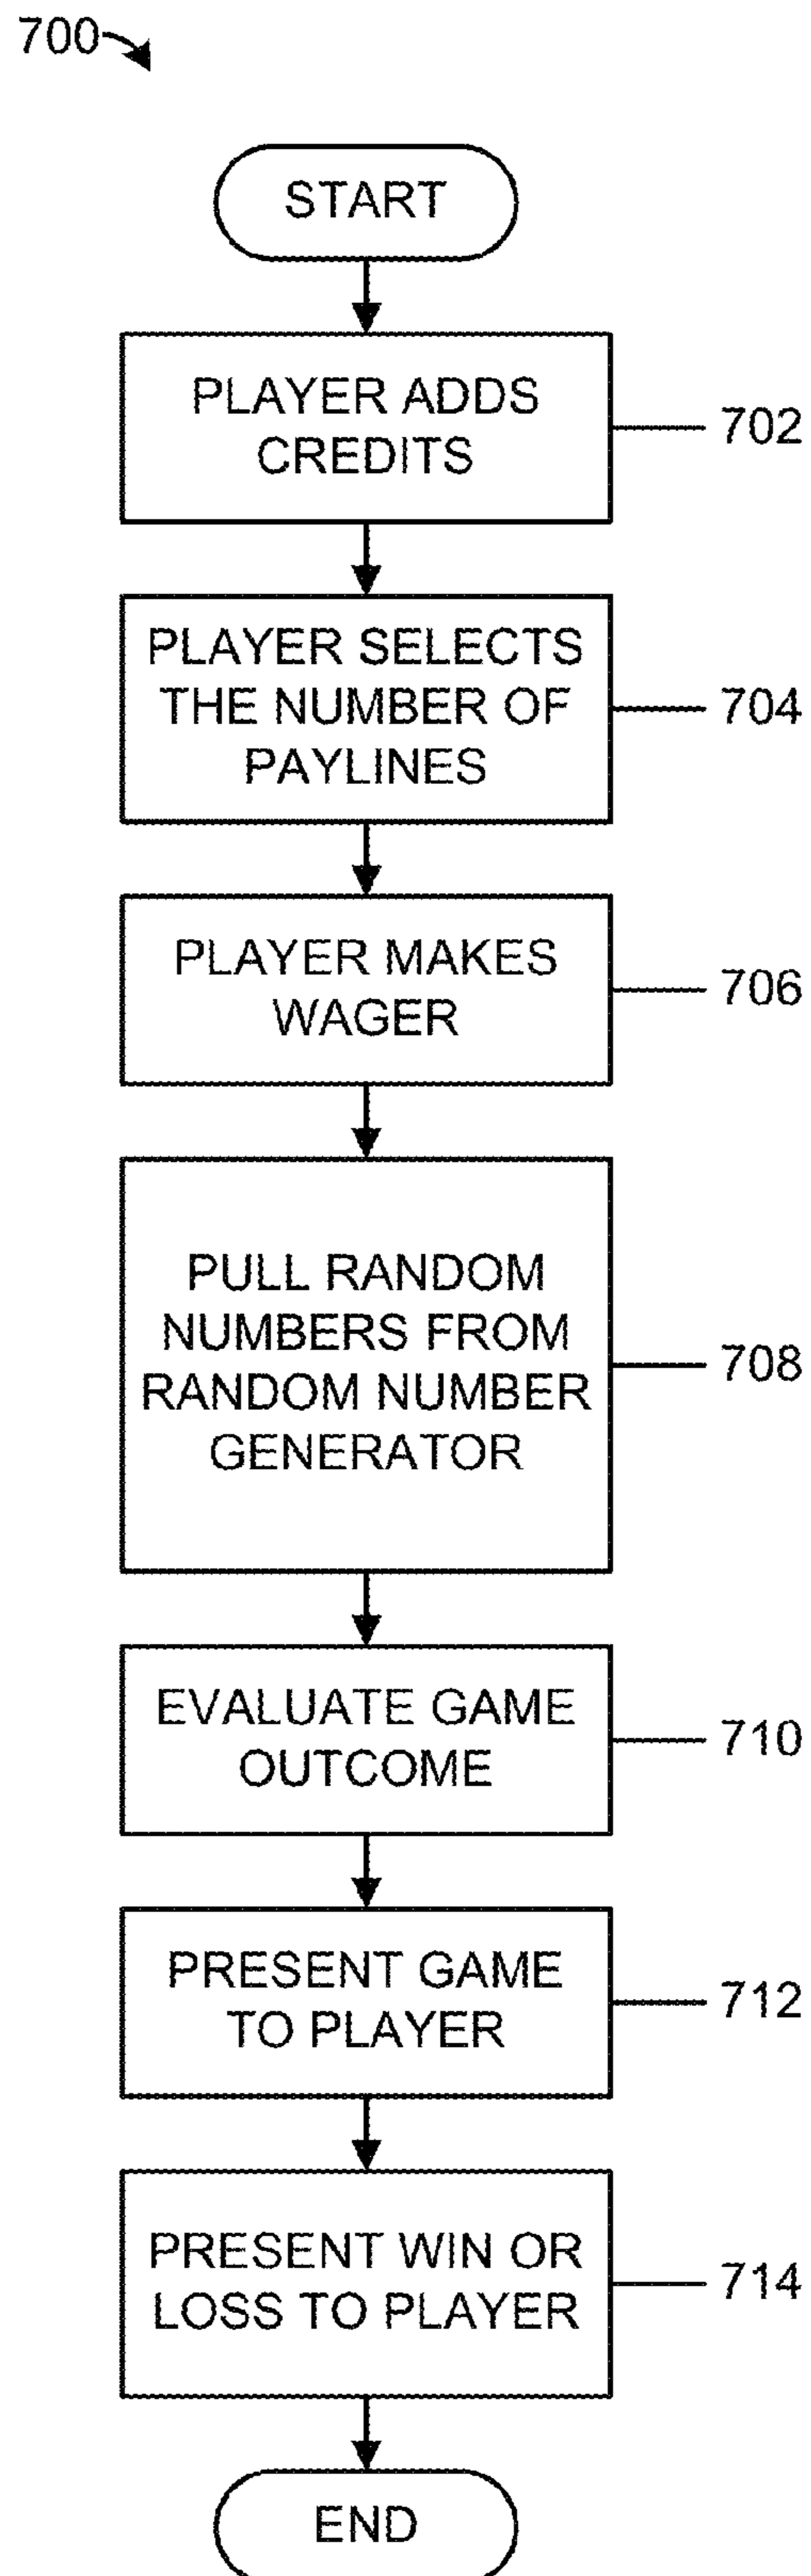 700
START
PLAYER ADDS
CREDITS
702
PLAYER SELECTS
THE NUMBER OF
PAYLINES
704
PLAYER MAKES
WAGER
706
PULL RANDOM
NUMBERS FROM
RANDOM NUMBER
GENERATOR
708
EVALUATE GAME
OUTCOME
710
PRESENT GAME
TO PLAYER
712
PRESENT WIN OR
LOSS TO PLAYER
714
END